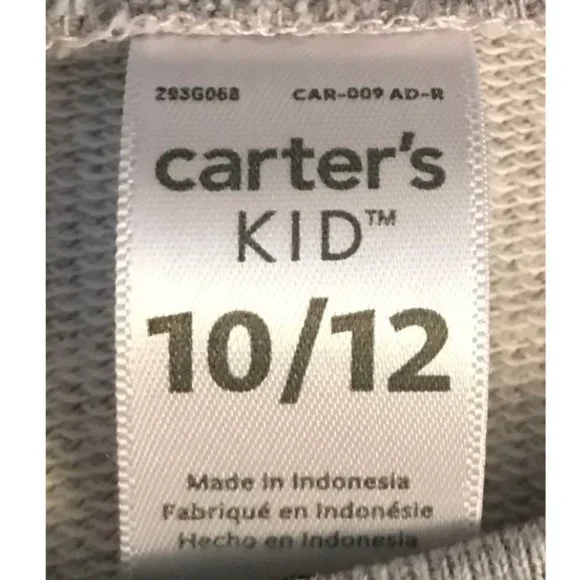 293G068 CAR-009 AD-R
carter's
KID™
10/12
Made in Indonesia
Fabriqué en Indonésie
Hecho en Indonesia